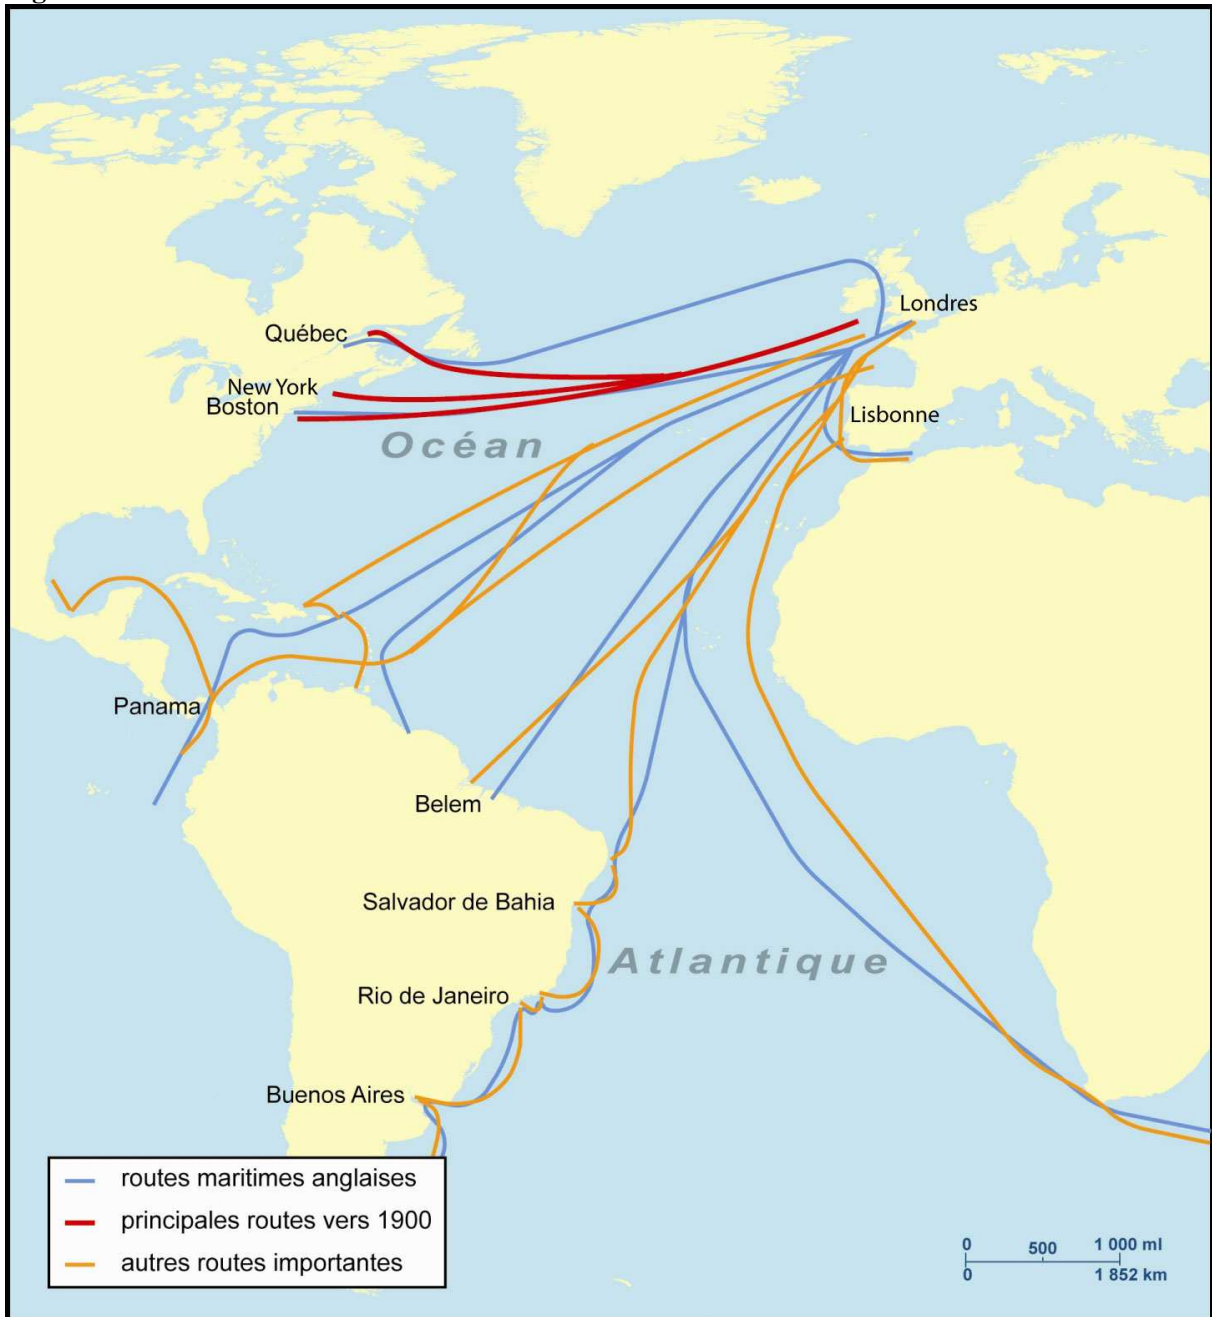 Londres
Québec
New York
Boston
Océan
Lisbonne
Panama
Belem
Salvador de Bahia
Atlantique
Rio de Janeiro
Buenos Aires
routes maritimes anglaises
principales routes vers 1900
autres routes importantes
0 500 1 000 ml
0 1 852 km